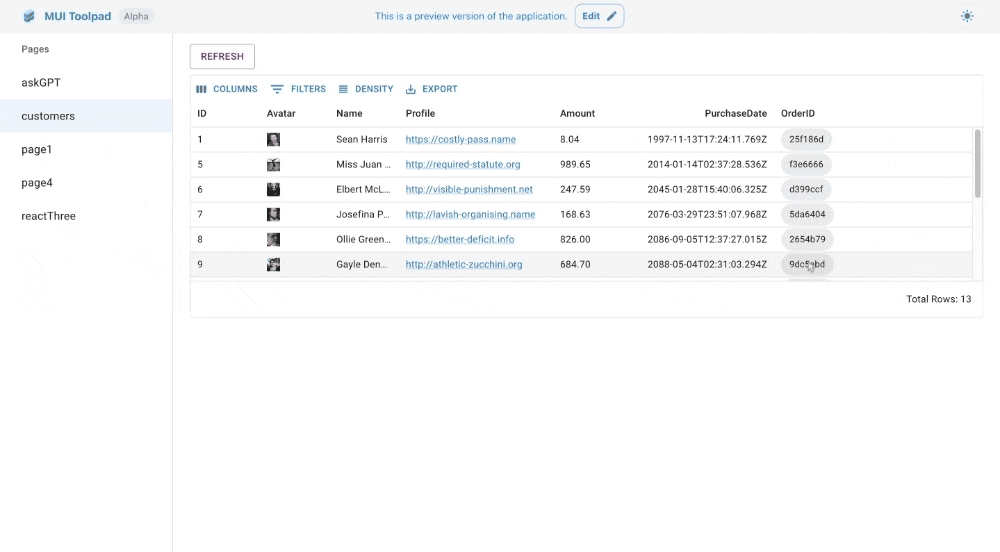 MUI Toolpad Alpha This is a preview version of the application. Edit
Pages
askGPT
customers
page1
page4
reactThree
REFRESH
COLUMNS FILTERS DENSITY EXPORT
ID Avatar Name Profile Amount PurchaseDate OrderID
1 Sean Harris https://costly-pass.name 8.04 1997-11-13T17:24:11.769Z 25f186d
5 Miss Juan ... http://required-statute.org 989.65 2014-01-14T02:37:28.536Z f3e6666
6 Elbert McL... http://visible-punishment.net 247.59 2045-01-28T15:40:06.325Z d399ccf
7 Josefina P... http://lavish-organising.name 168.63 2076-03-29T23:51:07.968Z 5da6404
8 Ollie Green... https://better-deficit.info 826.00 2086-09-05T12:37:27.015Z 2654b79
9 Gayle Den... http://athletic-zucchini.org 684.70 2088-05-04T02:31:03.294Z
Total Rows: 13